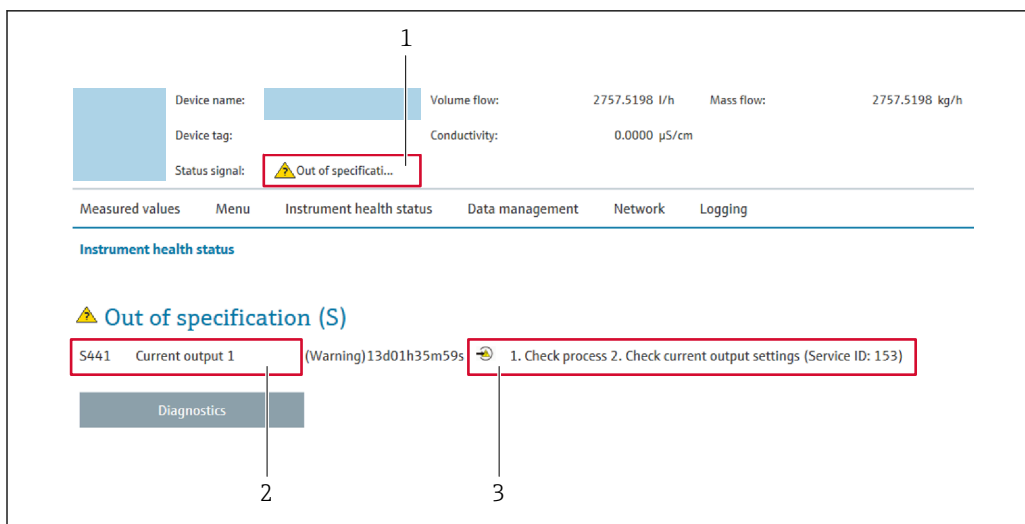 1
Device name: Volume flow: 2757.5198 l/h Mass flow: 2757.5198 kg/h
Device tag: Conductivity: 0.0000 µS/cm
Status signal: Out of specificati...
Measured values Menu Instrument health status Data management Network Logging
Instrument health status
Out of specification (S)
S441 Current output 1 (Warning)13d01h35m59s 1. Check process 2. Check current output settings (Service ID: 153)
Diagnostics
2 3